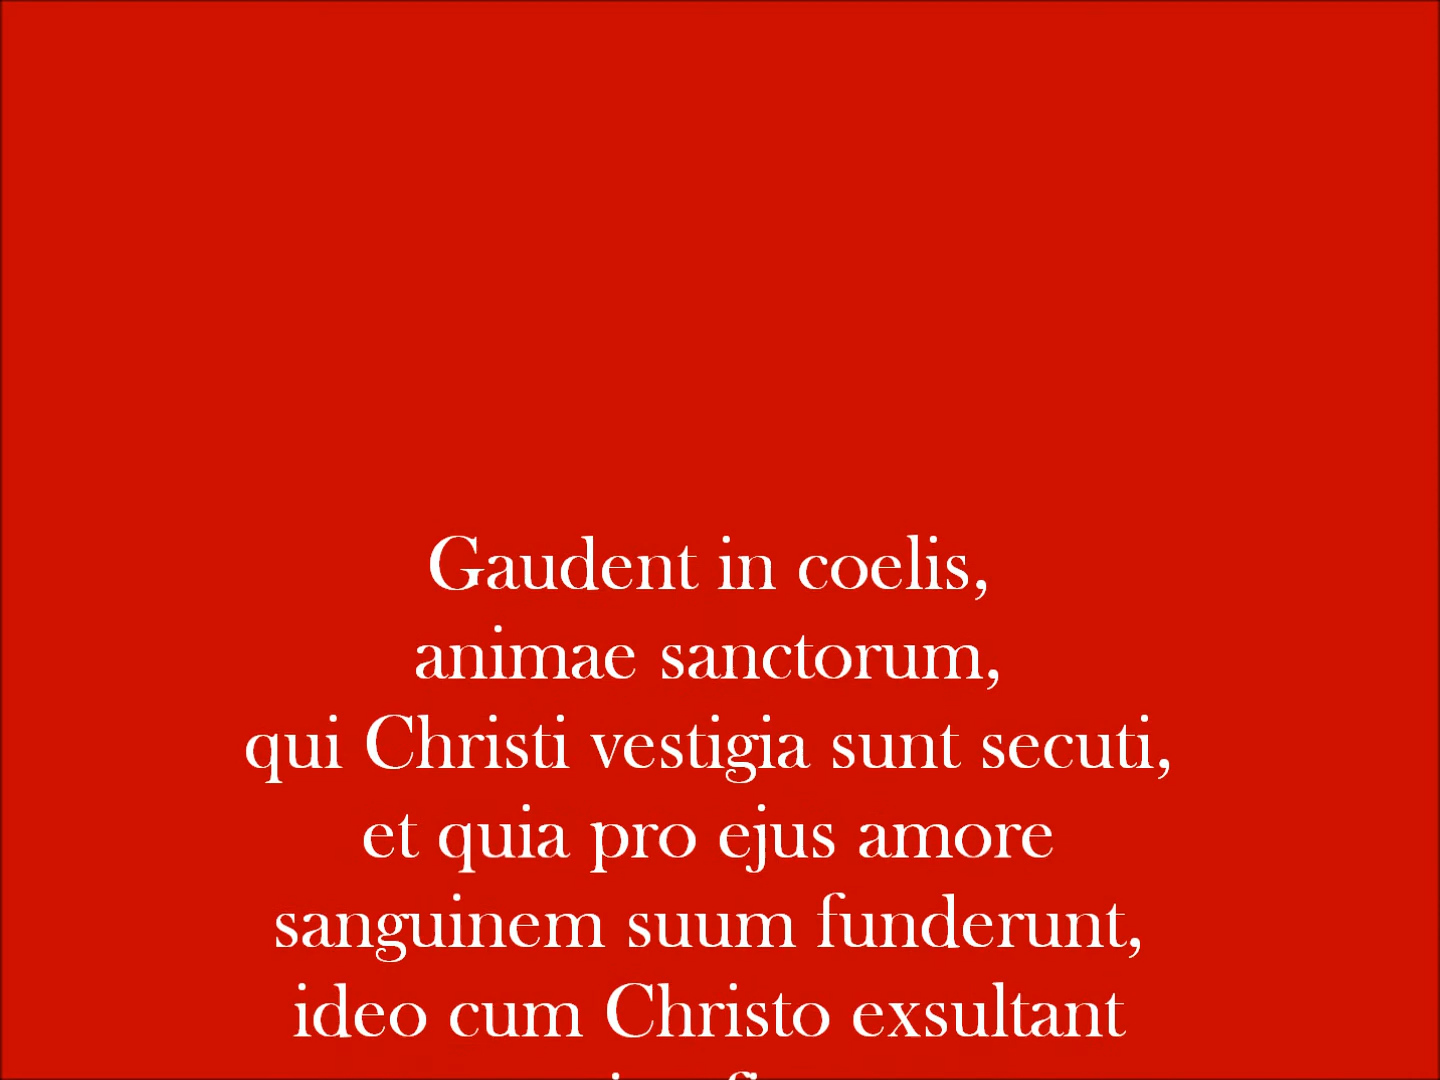 Gaudent in coelis,
animae sanctorum,
qui Christi vestigia sunt secuti,
et quia pro ejus amore
sanguinem suum funderunt,
ideo cum Christo exsultant